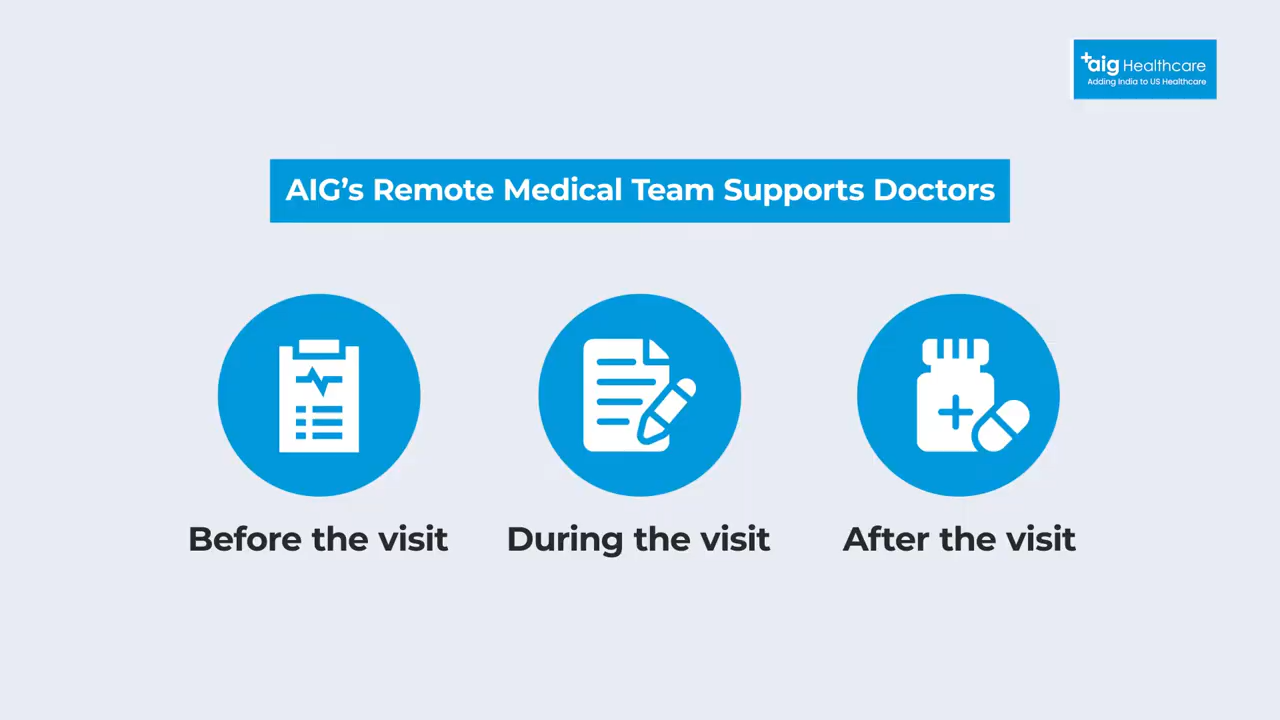 +aig Healthcare
Adding India to US Healthcare
AIG’s Remote Medical Team Supports Doctors
Before the visit
During the visit
After the visit